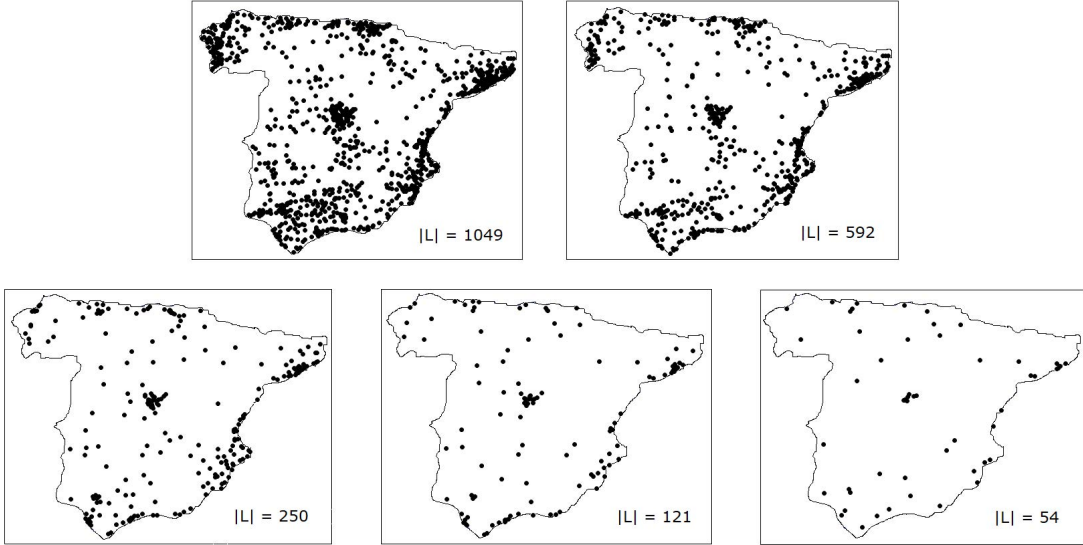 |L| = 1049
|L| = 592
|L| = 250
|L| = 121
|L| = 54